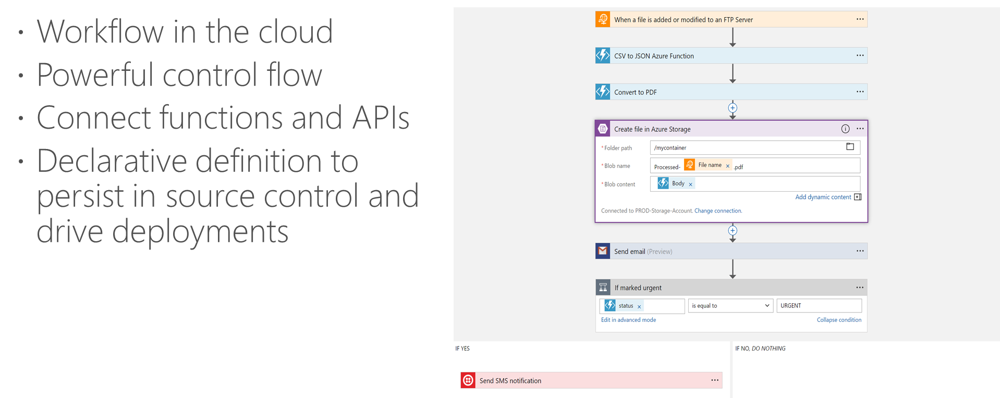 • Workflow in the cloud
• Powerful control flow
• Connect functions and APIs
• Declarative definition to
persist in source control and
drive deployments
When a file is added or modified to an FTP Server
CSV to JSON Azure Function
Convert to PDF
Create file in Azure Storage
*Folder path /mycontainer
*Blob name Processed- File name × .pdf
*Blob content Body ×
Add dynamic content
Connected to PROD-Storage-Account. Change connection.
Send email (Preview)
If marked urgent
status × is equal to URGENT
Edit in advanced mode Collapse condition
IF YES
IF NO, DO NOTHING
Send SMS notification